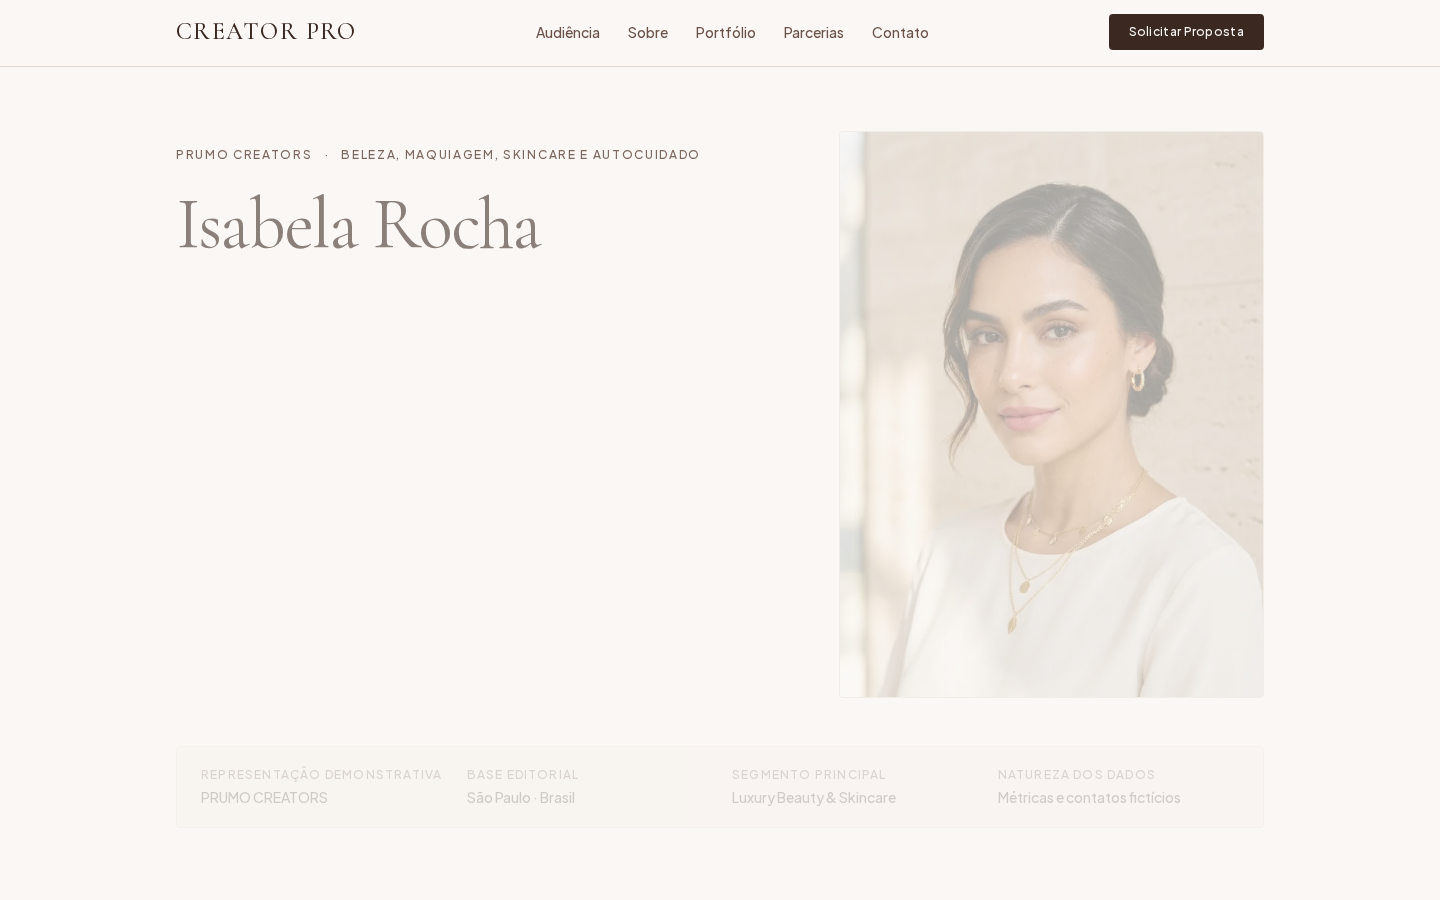 CREATOR PRO
Audiência Sobre Portfólio Parcerias Contato
Solicitar Proposta
PRUMO CREATORS · BELEZA, MAQUIAGEM, SKINCARE E AUTOCUIDADO
Isabela Rocha
REPRESENTAÇÃO DEMONSTRATIVA
PRUMO CREATORS
BASE EDITORIAL
São Paulo · Brasil
SEGMENTO PRINCIPAL
Luxury Beauty & Skincare
NATUREZA DOS DADOS
Métricas e contatos fictícios